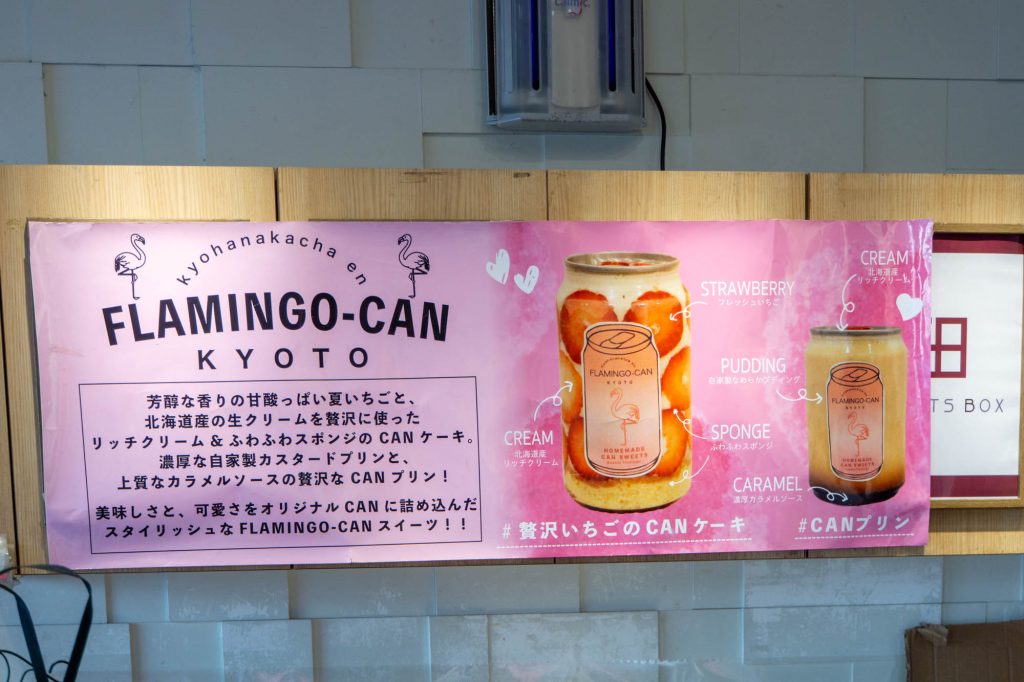 Calmic.
kyohanakacha en
FLAMINGO-CAN
KYOTO
芳醇な香りの甘酸っぱい夏いちごと、
北海道産の生クリームを贅沢に使った
リッチクリーム & ふわふわスポンジの CAN ケーキ。
濃厚な自家製カスタードプリンと、
上質なカラメルソースの贅沢な CAN プリン！
美味しさと、可愛さをオリジナル CAN に詰め込んだ
スタイリッシュな FLAMINGO-CAN スイーツ！！
STRAWBERRY
フレッシュいちご
CREAM
北海道産
リッチクリーム
SPONGE
ふわふわスポンジ
FLAMINGO-CAN
KYOTO
HOMEMADE
CAN SWEETS
# 贅沢いちごの CAN ケーキ
CREAM
北海道産
リッチクリーム
PUDDING
自家製なめらかプディング
CARAMEL
濃厚カラメルソース
FLAMINGO-CAN
KYOTO
HOMEMADE
CAN SWEETS
#CANプリン
田
TS BOX